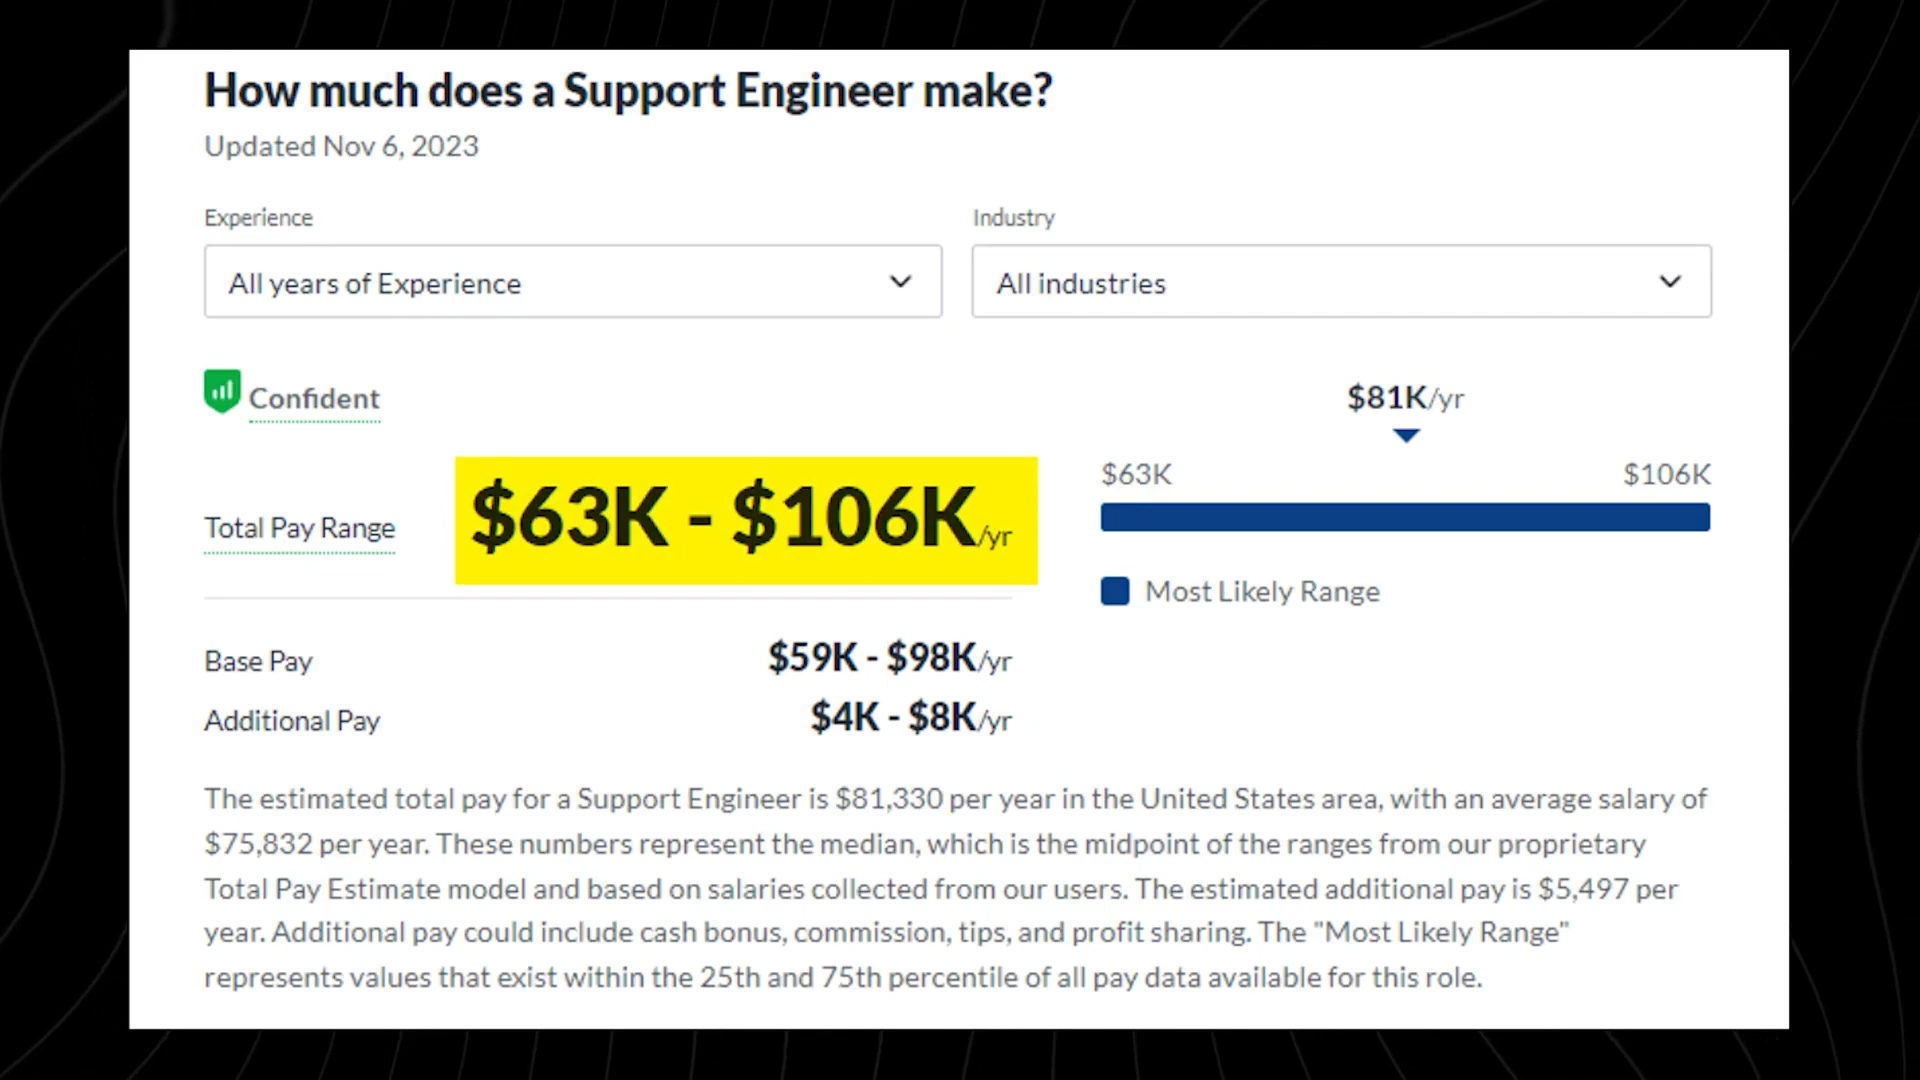 How much does a Support Engineer make?
Updated Nov 6, 2023
Experience
Industry
All years of Experience
All industries
Confident
$81K/yr
$63K
$106K
Total Pay Range
$63K - $106K/yr
Most Likely Range
Base Pay
$59K - $98K/yr
Additional Pay
$4K - $8K/yr
The estimated total pay for a Support Engineer is $81,330 per year in the United States area, with an average salary of
$75,832 per year. These numbers represent the median, which is the midpoint of the ranges from our proprietary
Total Pay Estimate model and based on salaries collected from our users. The estimated additional pay is $5,497 per
year. Additional pay could include cash bonus, commission, tips, and profit sharing. The "Most Likely Range"
represents values that exist within the 25th and 75th percentile of all pay data available for this role.